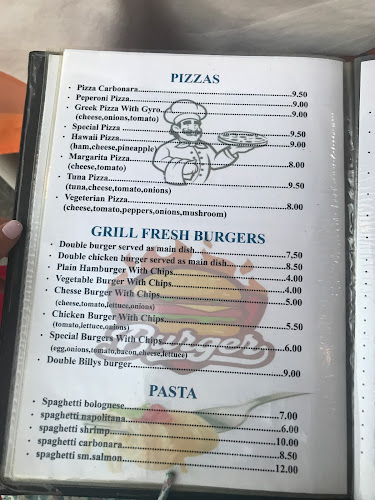 PIZZAS
· Pizza Carbonara...9.50
· Peperoni Pizza...9.00
· Greek Pizza With Gyro...9.00
(cheese,onions,tomato)
· Special Pizza...9.50
· Hawaii Pizza...9.00
(ham,cheese,pineapple)
· Margarita Pizza...8.00
(cheese,tomato)
· Tuna Pizza...9.50
(tuna,cheese,tomato,onions)
· Vegeterian Pizza...8.00
(cheese,tomato,peppers,onions,mushroom)
GRILL FRESH BURGERS
· Double burger served as main dish...7,50
· Double chicken burger served as main dish...8.50
· Plain Hamburger With Chips...4.00
· Vegetable Burger With Chips...4.00
· Chesse Burger With Chips...5.00
(cheese,tomato,lettuce,onions)
· Chicken Burger With Chips...5.50
(tomato,lettuce,onions)
· Special Burgers With Chips...6.00
(egg,onions,tomato,bacon,cheese,lettuce)
· Double Billys burger...9.00
Burger
PASTA
· Spaghetti bolognese...7.00
· spaghetti napolitana...6.00
· spaghetti shrimp...10.00
· spaghetti carbonara...8.50
· spaghetti sm.salmon...12.00